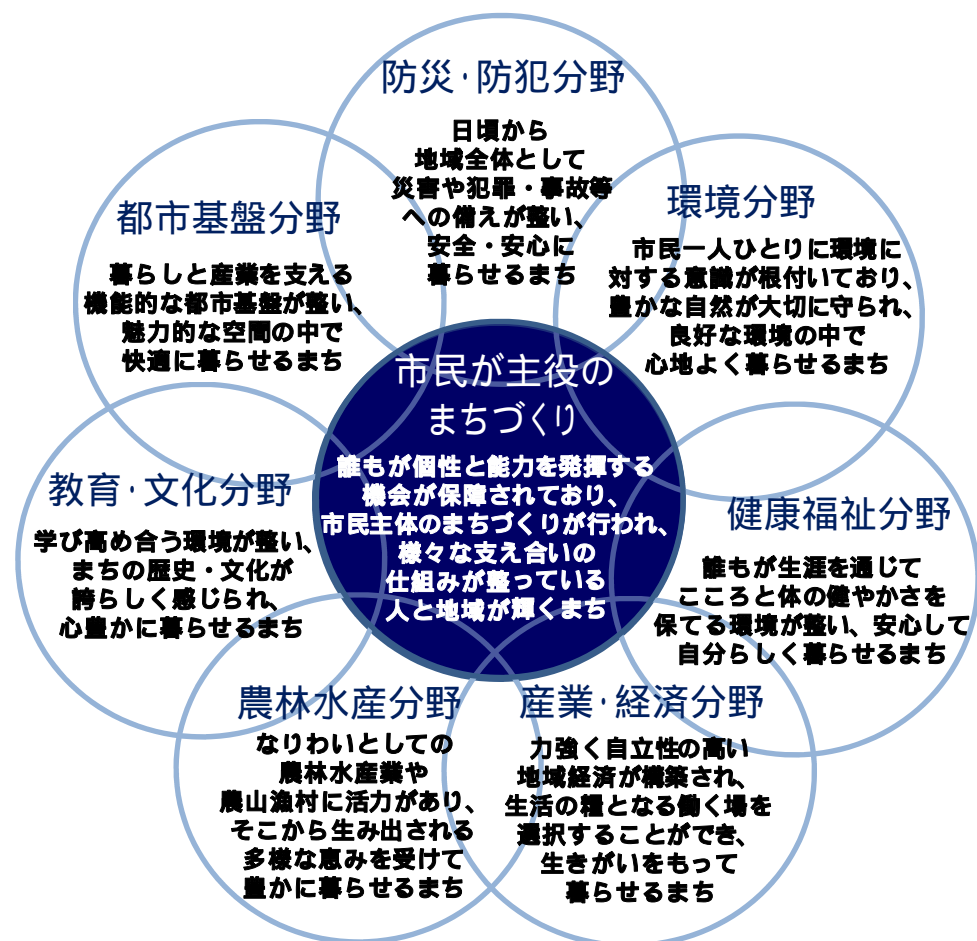 防災・防犯分野
日頃から
地域全体として
災害や犯罪・事故等
への備えが整い、
安全・安心に
暮らせるまち
都市基盤分野
暮らしと産業を支える
機能的な都市基盤が整い、
魅力的な空間の中で
快適に暮らせるまち
環境分野
市民一人ひとりに環境に
対する意識が根付いており、
豊かな自然が大切に守られ、
良好な環境の中で
心地よく暮らせるまち
市民が主役の
まちづくり
誰もが個性と能力を発揮する
機会が保障されており、
市民主体のまちづくりが行われ、
様々な支え合いの
仕組みが整っている
人と地域が輝くまち
教育・文化分野
学び高め合う環境が整い、
まちの歴史・文化が
誇らしく感じられ、
心豊かに暮らせるまち
健康福祉分野
誰もが生涯を通じて
こころと体の健やかさを
保てる環境が整い、安心して
自分らしく暮らせるまち
農林水産分野
なりわいとしての
農林水産業や
農山漁村に活力があり、
そこから生み出される
多様な恵みを受けて
豊かに暮らせるまち
産業・経済分野
力強く自立性の高い
地域経済が構築され、
生活の糧となる働く場を
選択することができ、
生きがいをもって
暮らせるまち